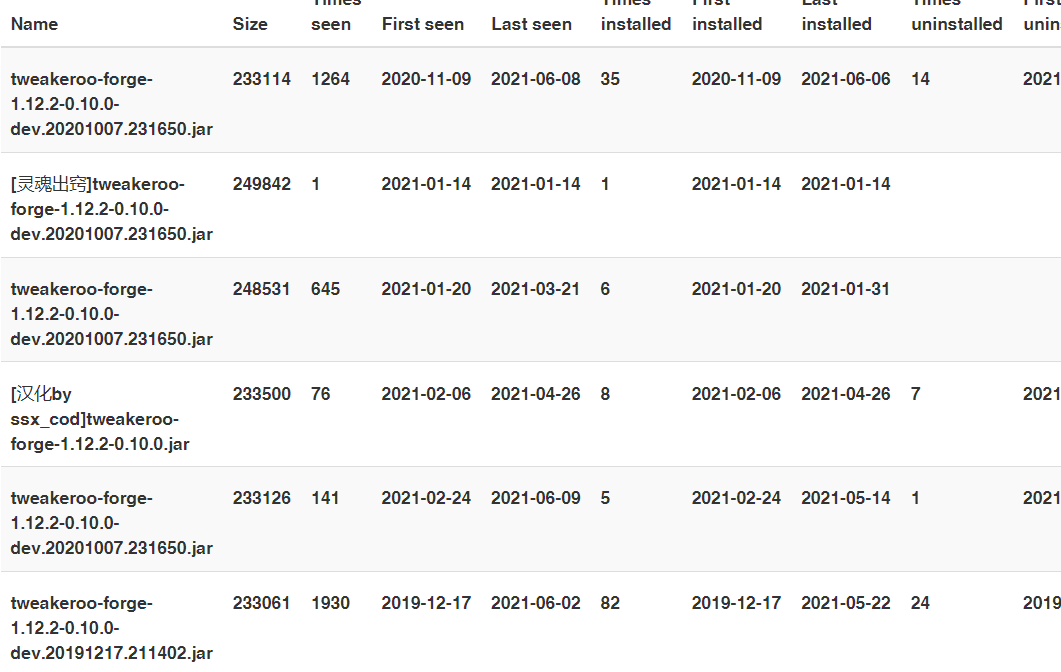 Name Size Times seen First seen Last seen Times installed First installed Last installed Times uninstalled
tweakeroo-forge- 233114 1264 2020-11-09 2021-06-08 35 2020-11-09 2021-06-06 14 2021
1.12.2-0.10.0-
dev.20201007.231650.jar
[灵魂出窍]tweakeroo- 249842 1 2021-01-14 2021-01-14 1 2021-01-14 2021-01-14
forge-1.12.2-0.10.0-
dev.20201007.231650.jar
tweakeroo-forge- 248531 645 2021-01-20 2021-03-21 6 2021-01-20 2021-01-31
1.12.2-0.10.0-
dev.20201007.231650.jar
[汉化by 233500 76 2021-02-06 2021-04-26 8 2021-02-06 2021-04-26 7 2021
ssx_cod]tweakeroo-
forge-1.12.2-0.10.0.jar
tweakeroo-forge- 233126 141 2021-02-24 2021-06-09 5 2021-02-24 2021-05-14 1 2021
1.12.2-0.10.0-
dev.20201007.231650.jar
tweakeroo-forge- 233061 1930 2019-12-17 2021-06-02 82 2019-12-17 2021-05-22 24 2019
1.12.2-0.10.0-
dev.20191217.211402.jar